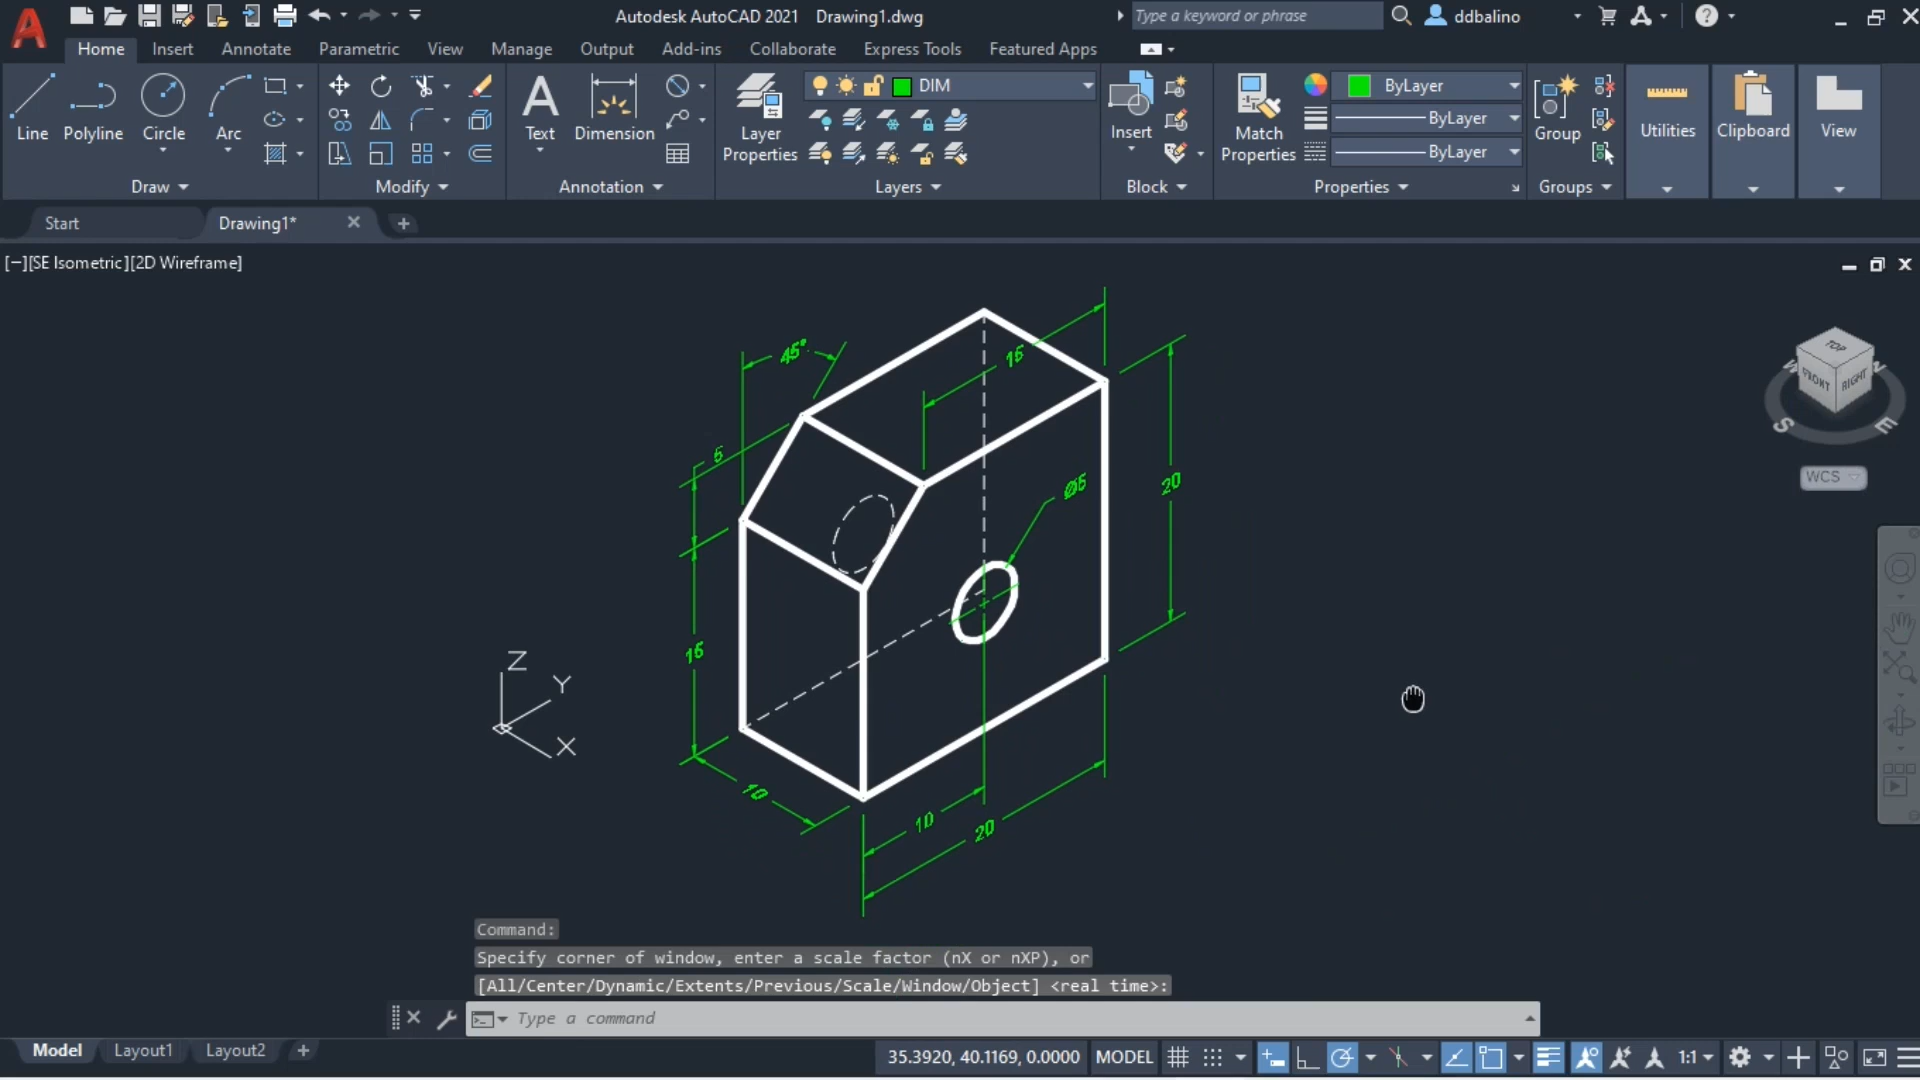 Autodesk AutoCAD 2021 Drawing1.dwg
Type a keyword or phrase
ddbalino
Home Insert Annotate Parametric View Manage Output Add-ins Collaborate Express Tools Featured Apps
Line Polyline Circle Arc
Text Dimension
Layer Properties
DIM
Insert
Match Properties
ByLayer
ByLayer
ByLayer
Group
Utilities
Clipboard
View
Draw Modify Annotation Layers Block Properties Groups
Start Drawing1*
[−][SE Isometric][2D Wireframe]
45°
15
5
Ø5
20
15
10
10
20
Z
Y
X
TOP
FRONT
RIGHT
W
N
S
E
WCS
Command:
Specify corner of window, enter a scale factor (nX or nXP), or
[All/Center/Dynamic/Extents/Previous/Scale/Window/Object] <real time>:
Type a command
Model Layout1 Layout2
35.3920, 40.1169, 0.0000 MODEL 1:1